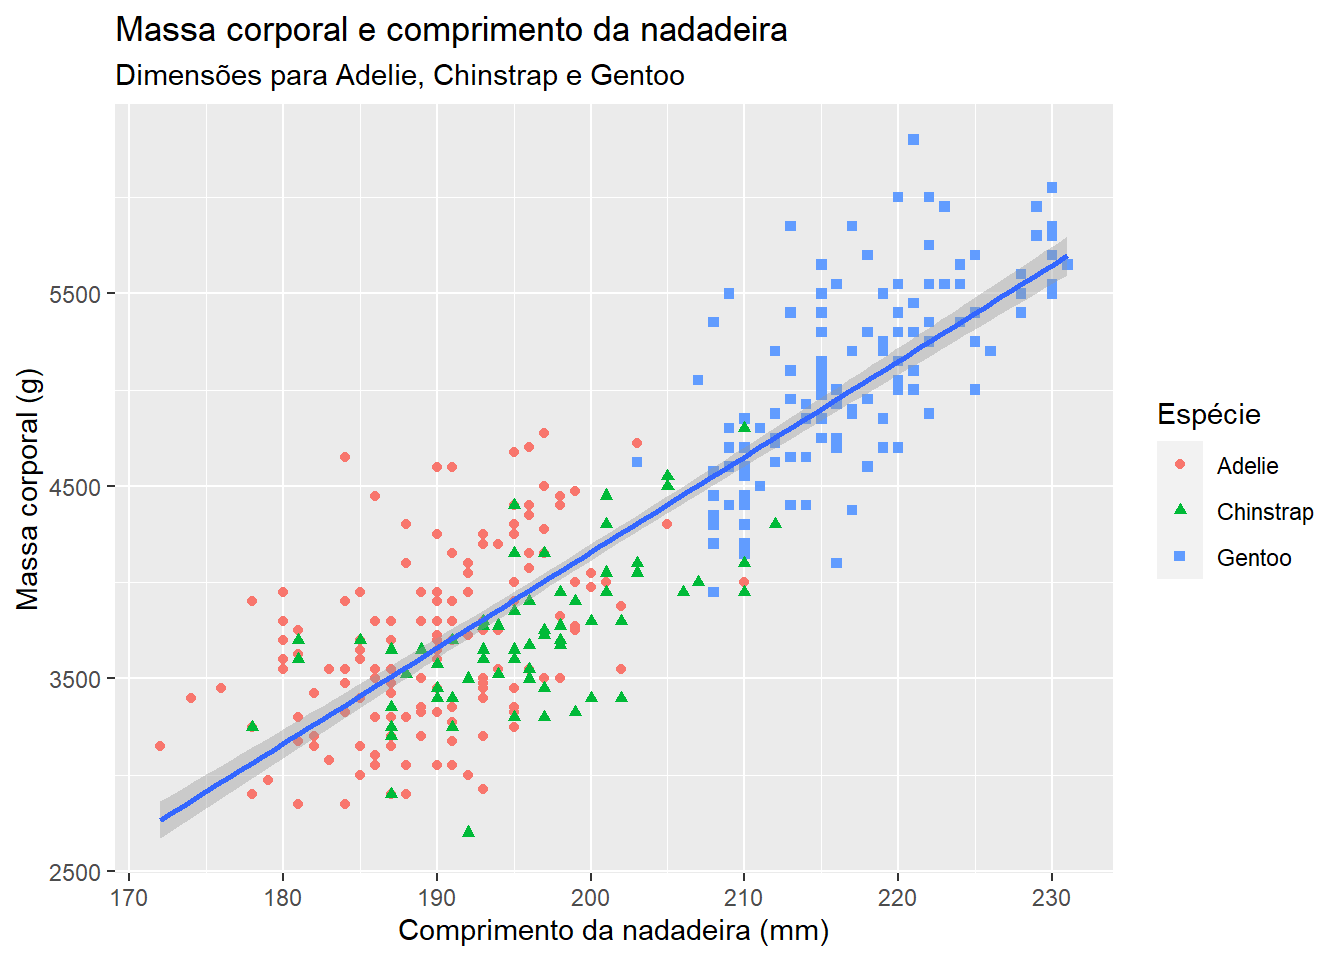 Massa corporal e comprimento da nadadeira
Dimensões para Adelie, Chinstrap e Gentoo
Massa corporal (g)
5500
4500
3500
2500
170 180 190 200 210 220 230
Comprimento da nadadeira (mm)
Espécie
Adelie
Chinstrap
Gentoo